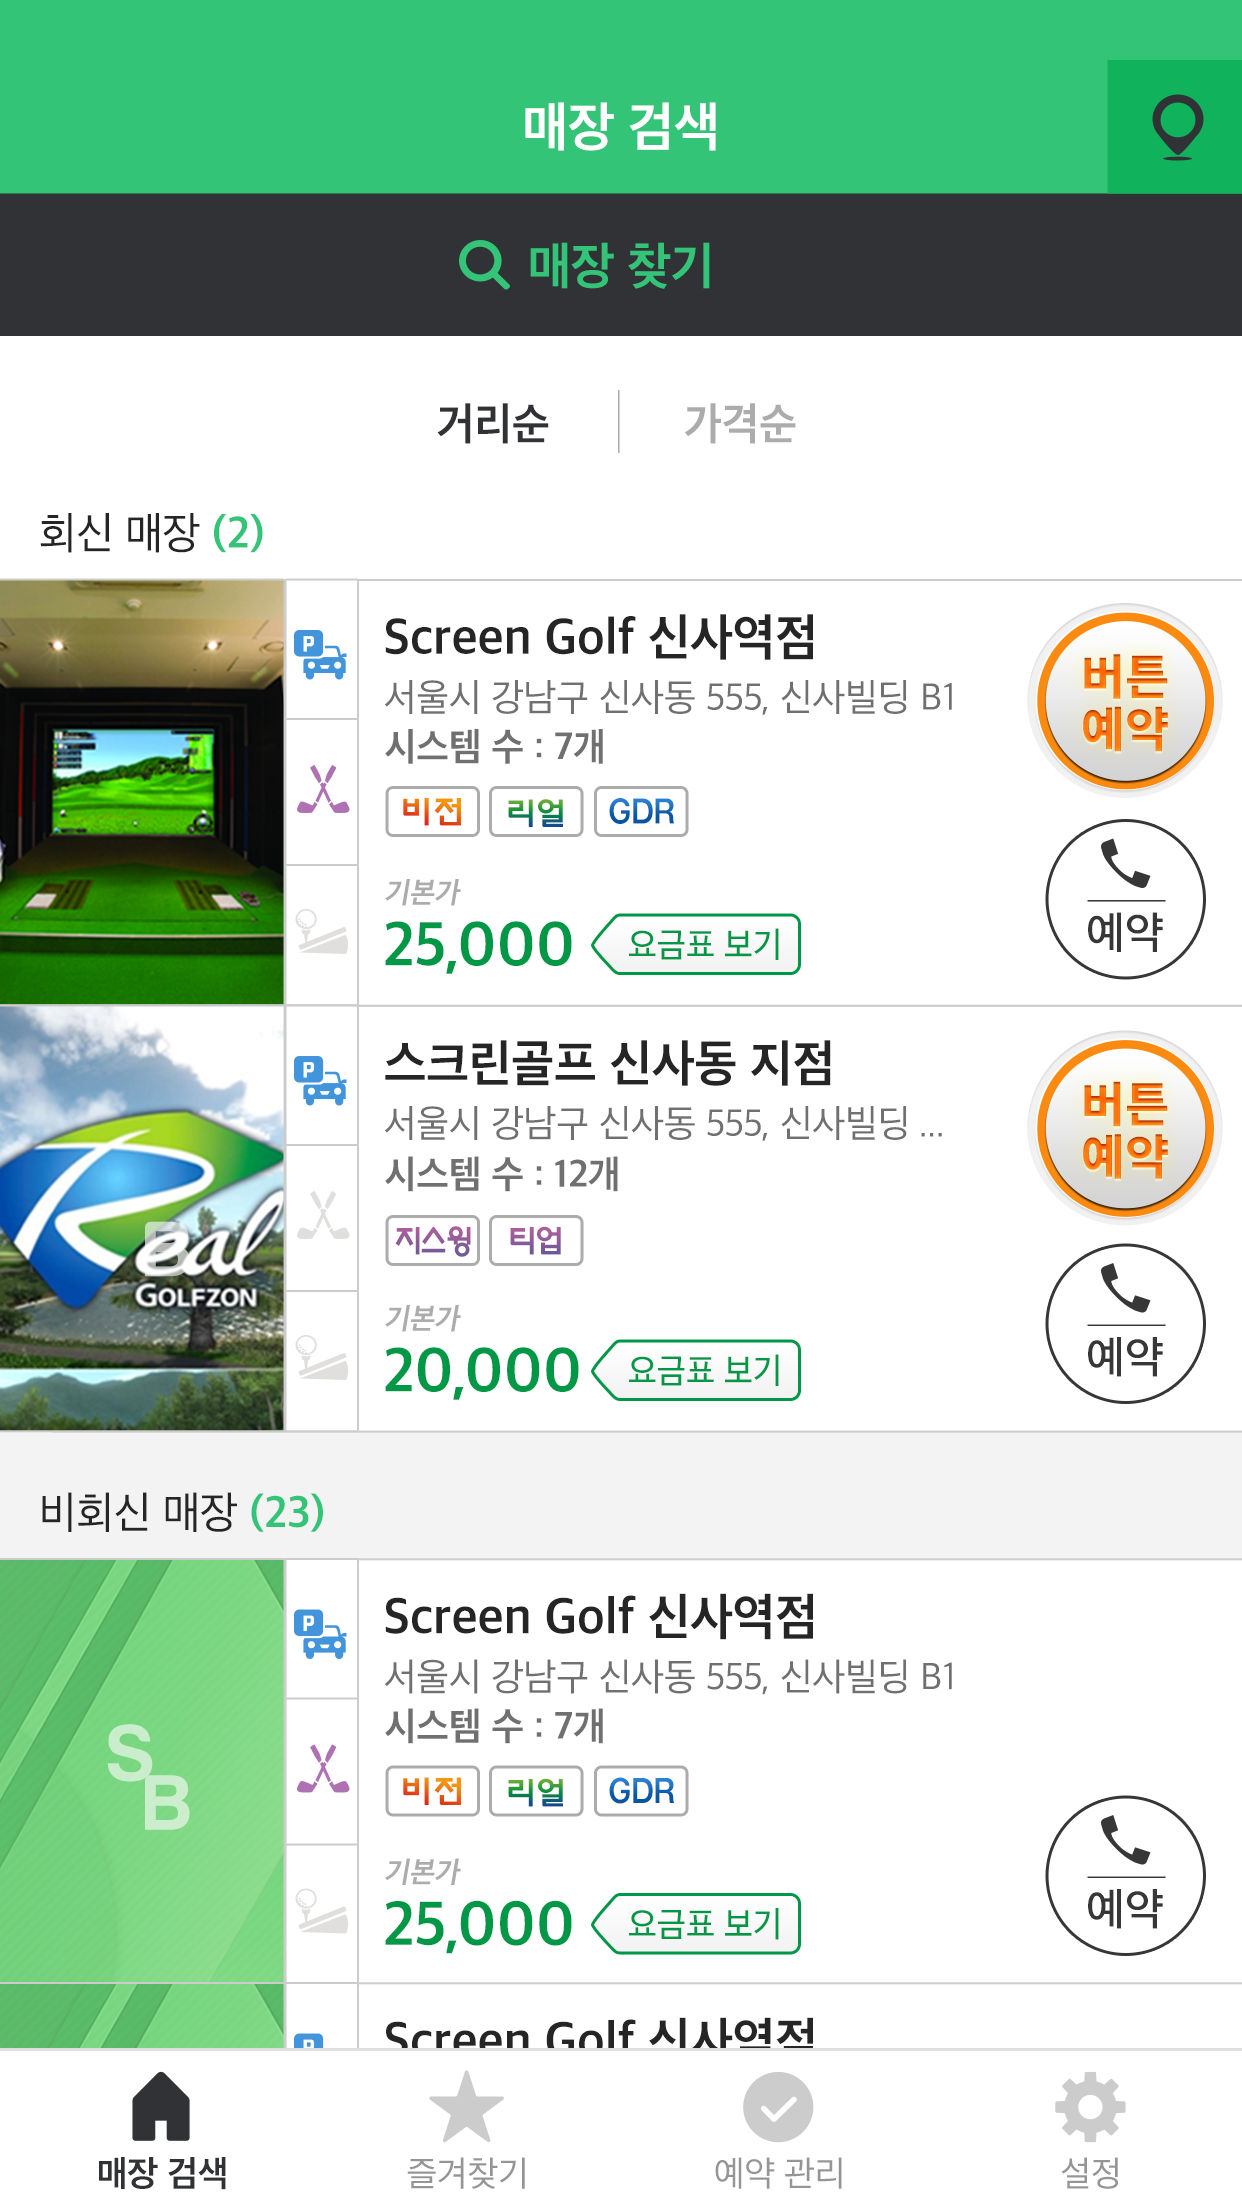 매장 검색
매장 찾기
거리순
가격순
회신 매장 (2)
P
Screen Golf 신사역점
서울시 강남구 신사동 555, 신사빌딩 B1
시스템 수 : 7개
비전 리얼 GDR
기본가
25,000
요금표 보기
버튼
예약
예약
Real
GOLFZON
P
스크린골프 신사동 지점
서울시 강남구 신사동 555, 신사빌딩 ...
시스템 수 : 12개
지스윙 티업
기본가
20,000
요금표 보기
버튼
예약
예약
비회신 매장 (23)
S
B
P
Screen Golf 신사역점
서울시 강남구 신사동 555, 신사빌딩 B1
시스템 수 : 7개
비전 리얼 GDR
기본가
25,000
요금표 보기
예약
P
Screen Golf 신사역점
매장 검색
즐겨찾기
예약 관리
설정